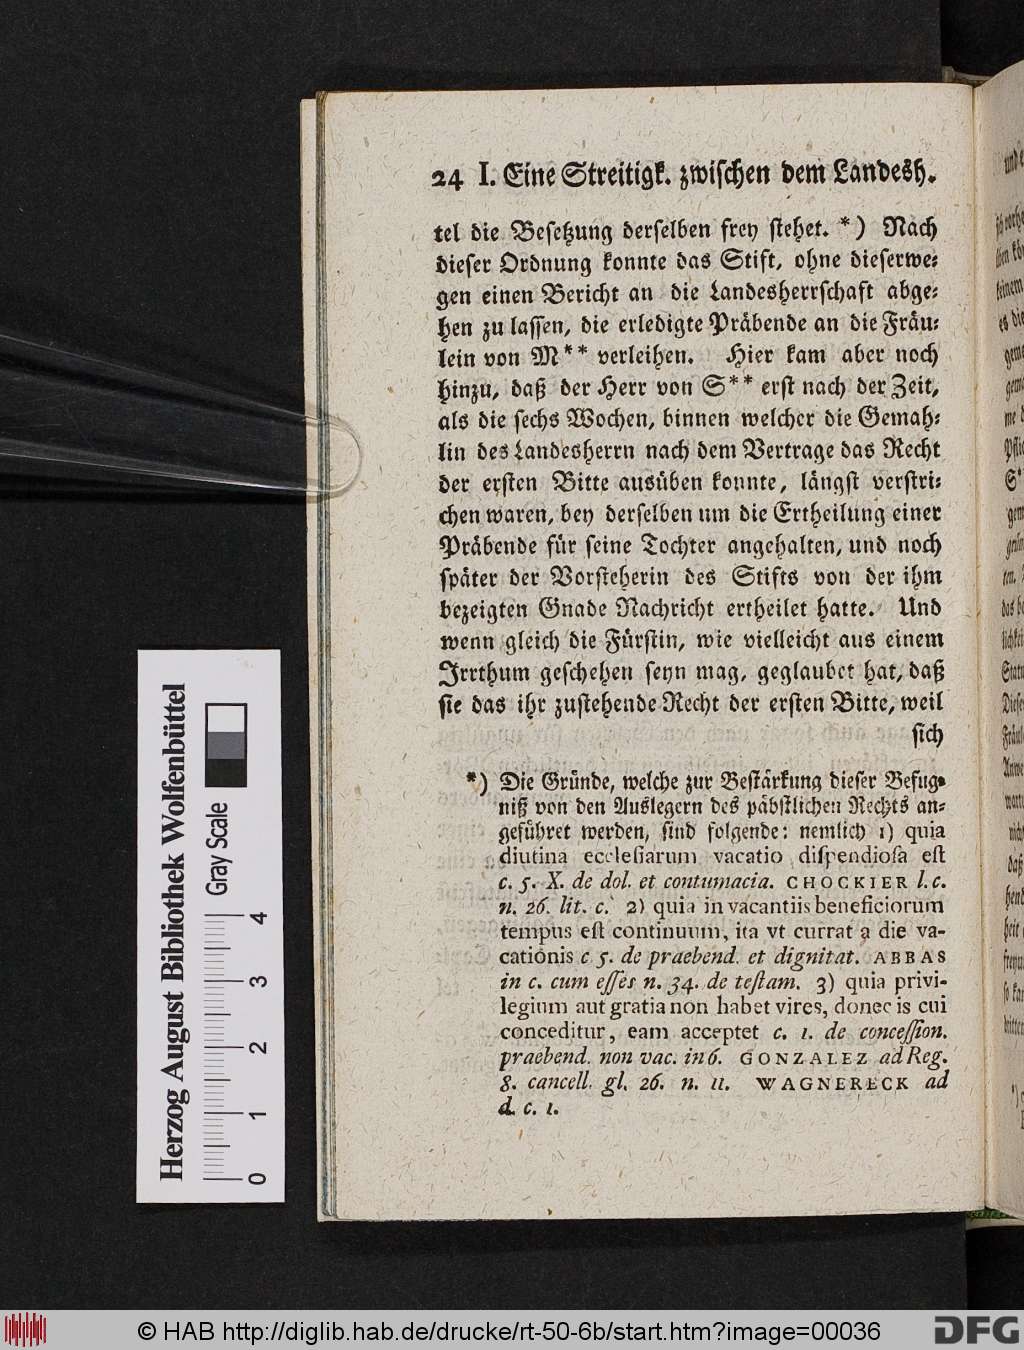 24 I. Eine Streitigk. zwischen dem Landesh.
tel die Besetzung derselben frey stehet. *) Nach
dieser Ordnung konnte das Stift, ohne dieserwe-
gen einen Bericht an die Landesherrschaft abge-
hen zu lassen, die erledigte Präbende an die Fräu-
lein von M** verleihen. Hier kam aber noch
hinzu, daß der Herr von S** erst nach der Zeit,
als die sechs Wochen, binnen welcher die Gemah-
lin des Landesherrn nach dem Vertrage das Recht
der ersten Bitte ausüben konnte, längst verstri-
chen waren, bey derselben um die Ertheilung einer
Präbende für seine Tochter angehalten, und noch
später der Vorsteherin des Stifts von der ihm
bezeigten Gnade Nachricht ertheilet hatte. Und
wenn gleich die Fürstin, wie vielleicht aus einem
Irrthum geschehen seyn mag, geglaubet hat, daß
sie das ihr zustehende Recht der ersten Bitte, weil
sich
*) Die Gründe, welche zur Bestärkung dieser Befug-
niß von den Auslegern des päbstlichen Rechts an-
geführet werden, sind folgende: nemlich 1) quia
diutina ecclesiarum vacatio dispendiosa est
c. 5. X. de dol. et contumacia. CHOCKIER l. c.
n. 26. lit. c. 2) quia in vacantiis beneficiorum
tempus est continuum, ita vt currat a die va-
cationis c 5. de praebend. et dignitat. ABBAS
in c. cum esses n. 34. de testam. 3) quia privi-
legium aut gratia non habet vires, donec is cui
conceditur, eam acceptet c. 1. de concession.
praebend. non vac. in 6. GONZALEZ ad Reg.
8. cancell. gl. 26. n. 11. WAGNERECK ad
d. c. 1.
Herzog August Bibliothek Wolfenbüttel
Gray Scale
0 1 2 3 4
© HAB http://diglib.hab.de/drucke/rt-50-6b/start.htm?image=00036
DFG